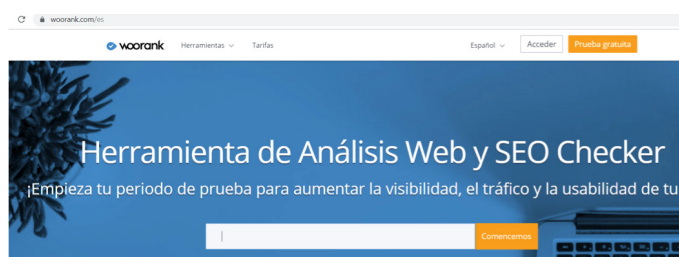 woorank.com/es
woorank Herramientas Tarifas Español Acceder Prueba gratuita
Herramienta de Análisis Web y SEO Checker
¡Empieza tu periodo de prueba para aumentar la visibilidad, el tráfico y la usabilidad de tu
Comencemos